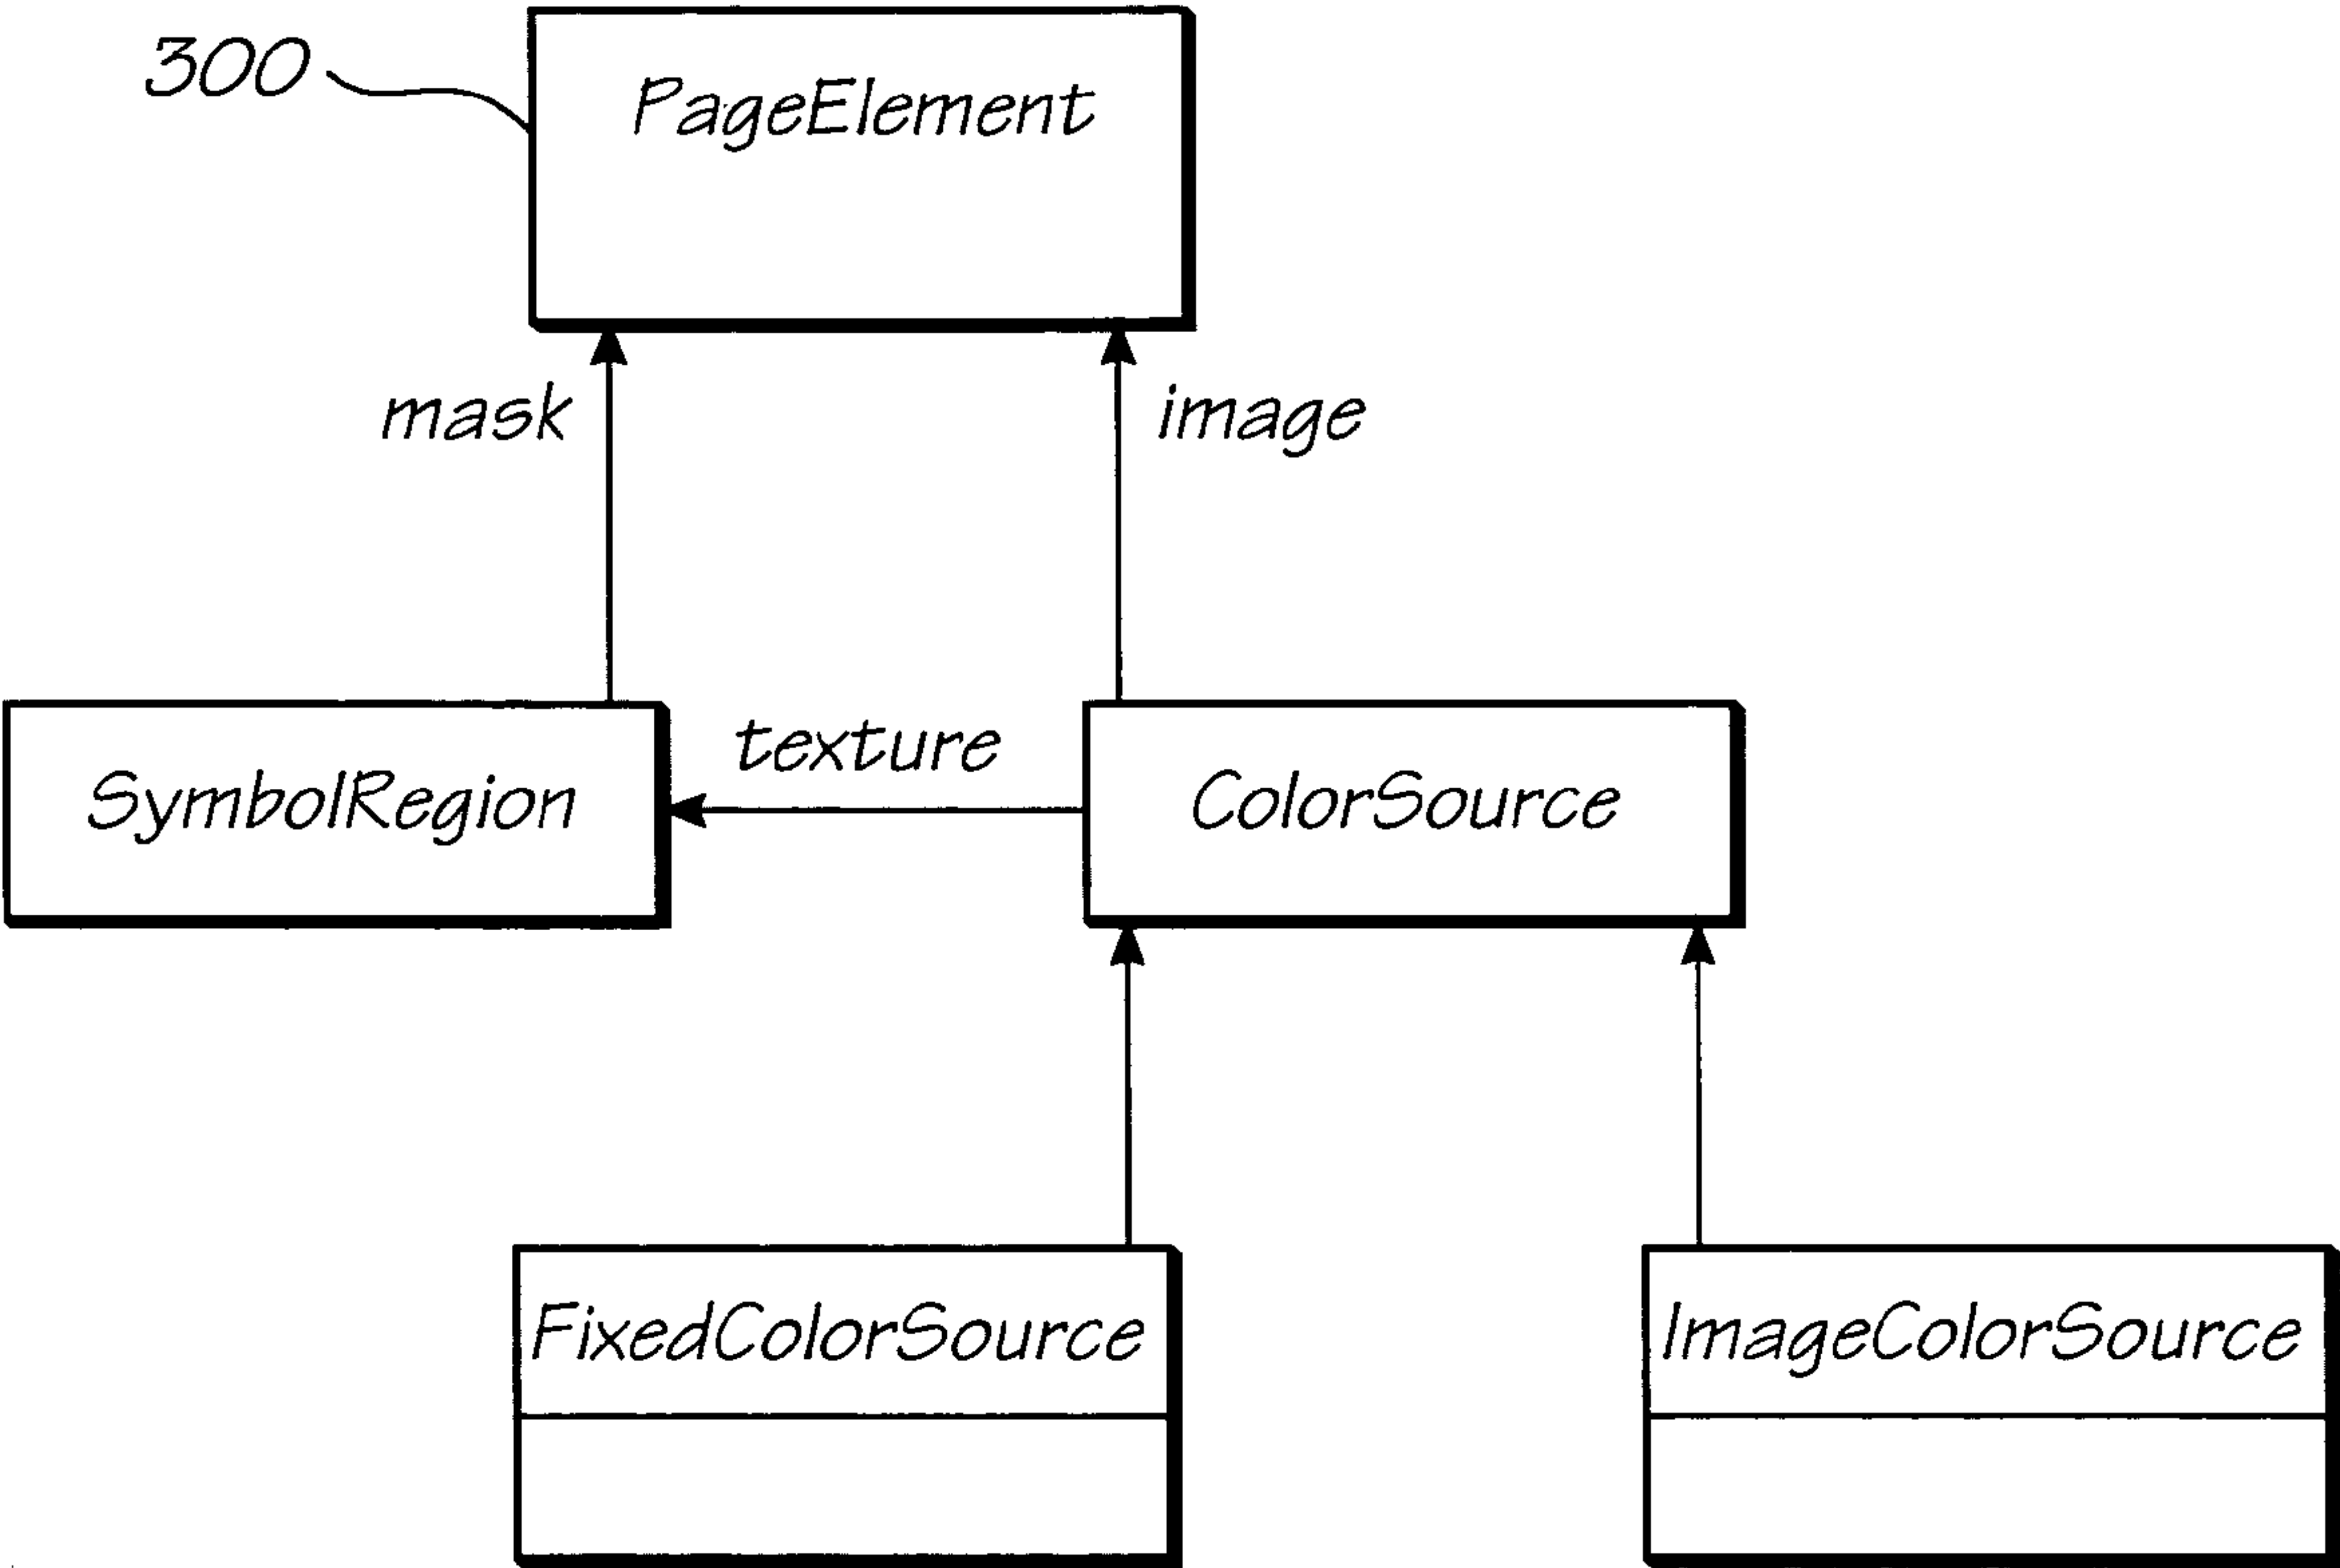 300
PageElement
mask
image
texture
SymbolRegion
ColorSource
FixedColorSource
ImageColorSource